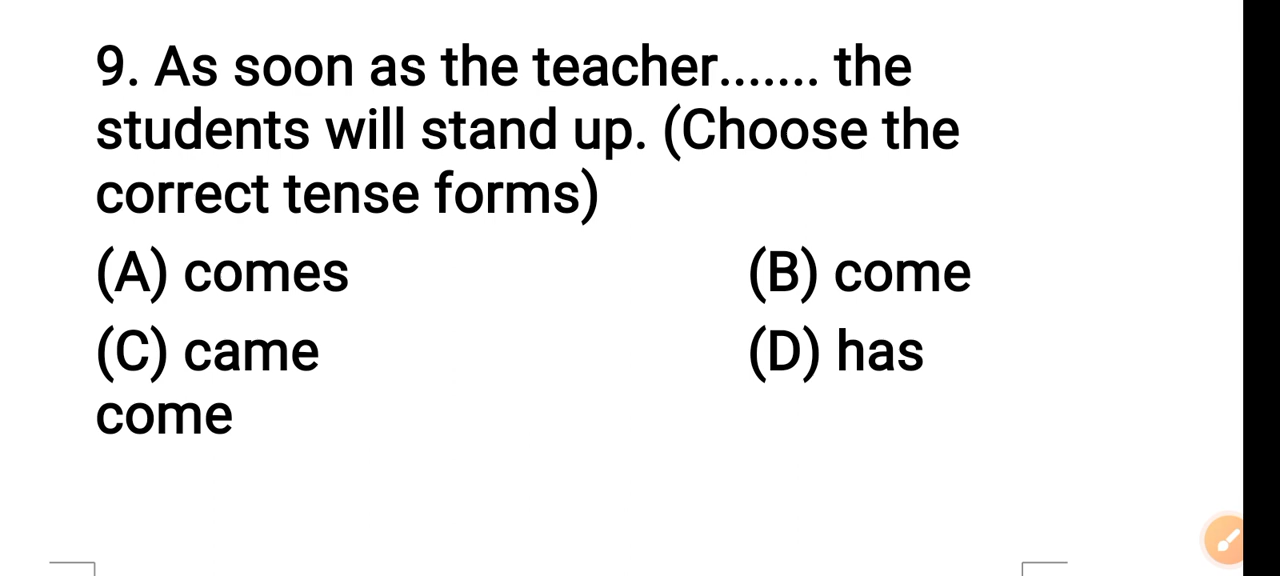 9. As soon as the teacher....... the
students will stand up. (Choose the
correct tense forms)
(A) comes (B) come
(C) came (D) has
come